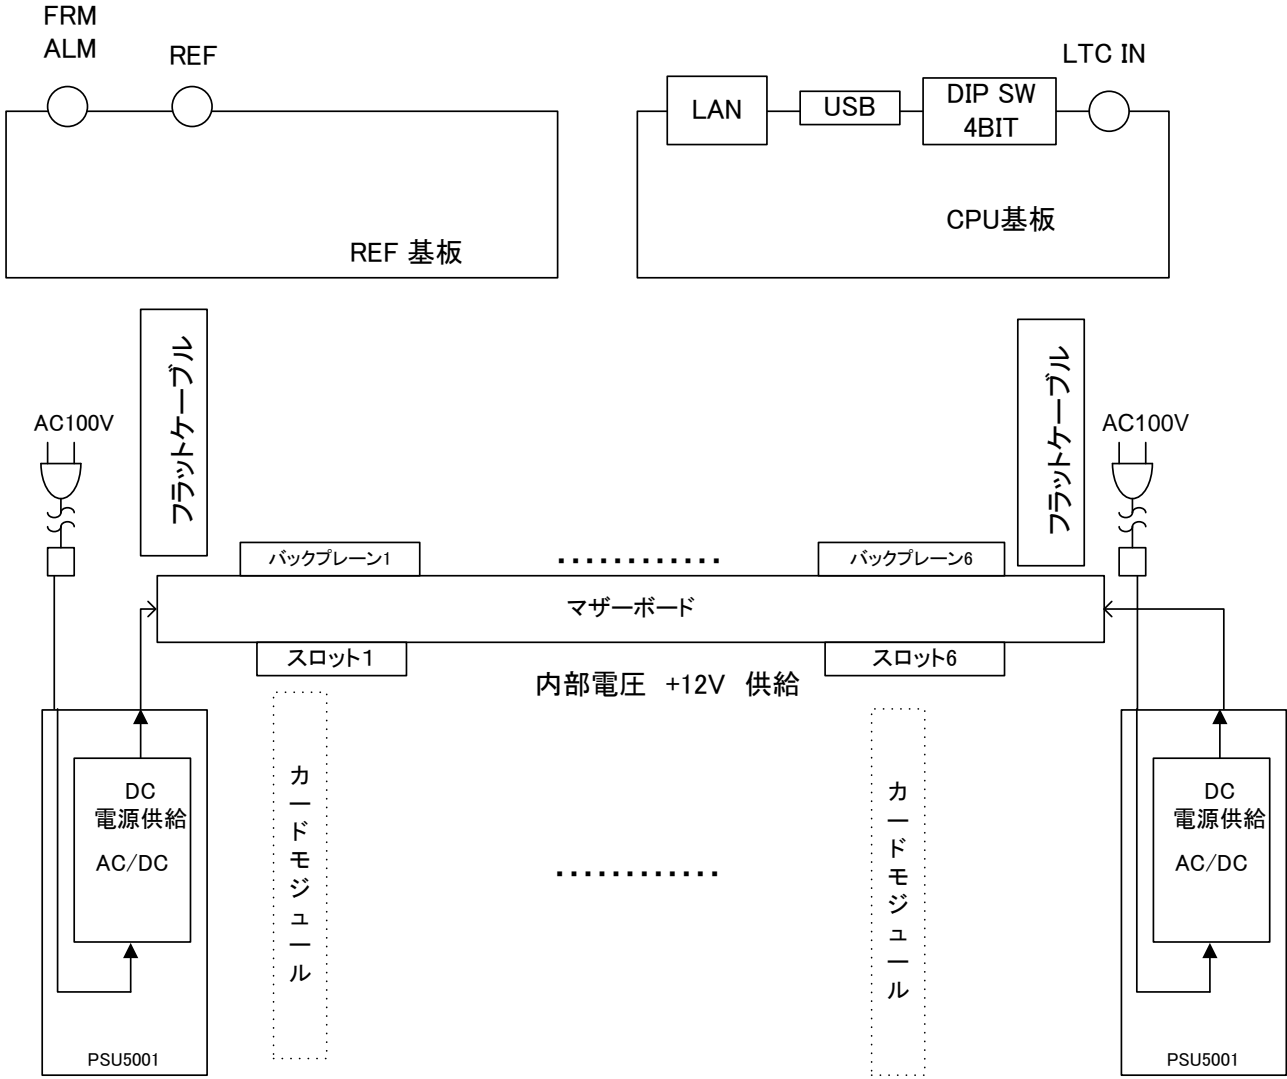 FRM
ALM
REF
LTC IN
LAN
USB
DIP SW
4BIT
CPU基板
REF 基板
フラットケーブル
フラットケーブル
AC100V
AC100V
バックプレーン1
…………
バックプレーン6
マザーボード
スロット1
スロット6
内部電圧 +12V 供給
カードモジュール
…………
カードモジュール
DC
電源供給
AC/DC
DC
電源供給
AC/DC
PSU5001
PSU5001